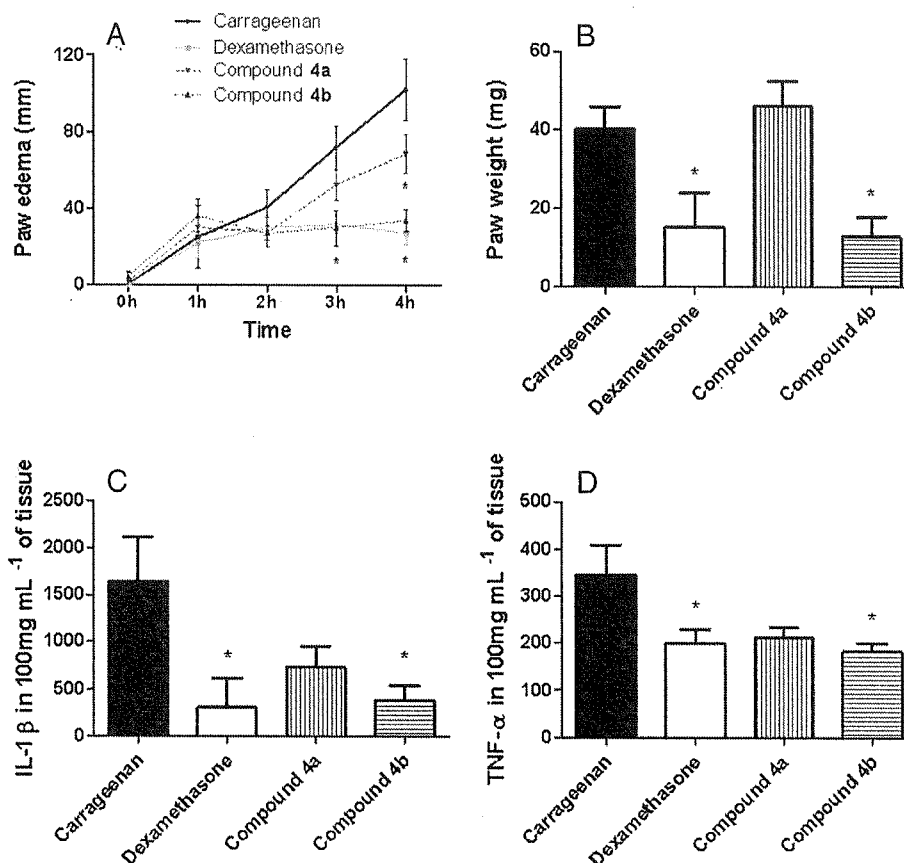 A
Carrageenan
Dexamethasone
Compound 4a
Compound 4b
Paw edema (mm)
120
80
40
0
0h 1h 2h 3h 4h
Time
* * * *
B
Paw weight (mg)
60
40
20
0
* *
Carrageenan
Dexamethasone
Compound 4a
Compound 4b
C
IL-1 β in 100mg mL -1 of tissue
2500
2000
1500
1000
500
0
* *
Carrageenan
Dexamethasone
Compound 4a
Compound 4b
D
TNF-α in 100mg mL -1 of tissue
500
400
300
200
100
0
* *
Carrageenan
Dexamethasone
Compound 4a
Compound 4b